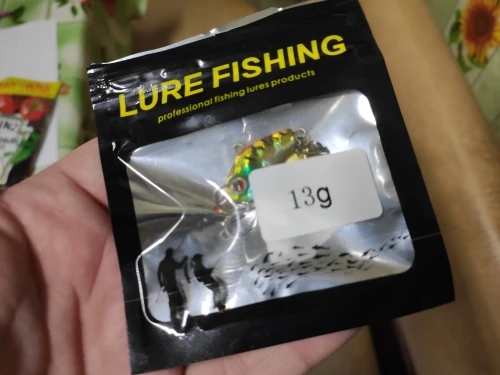 LURE FISHING
professional fishing lures products
13g